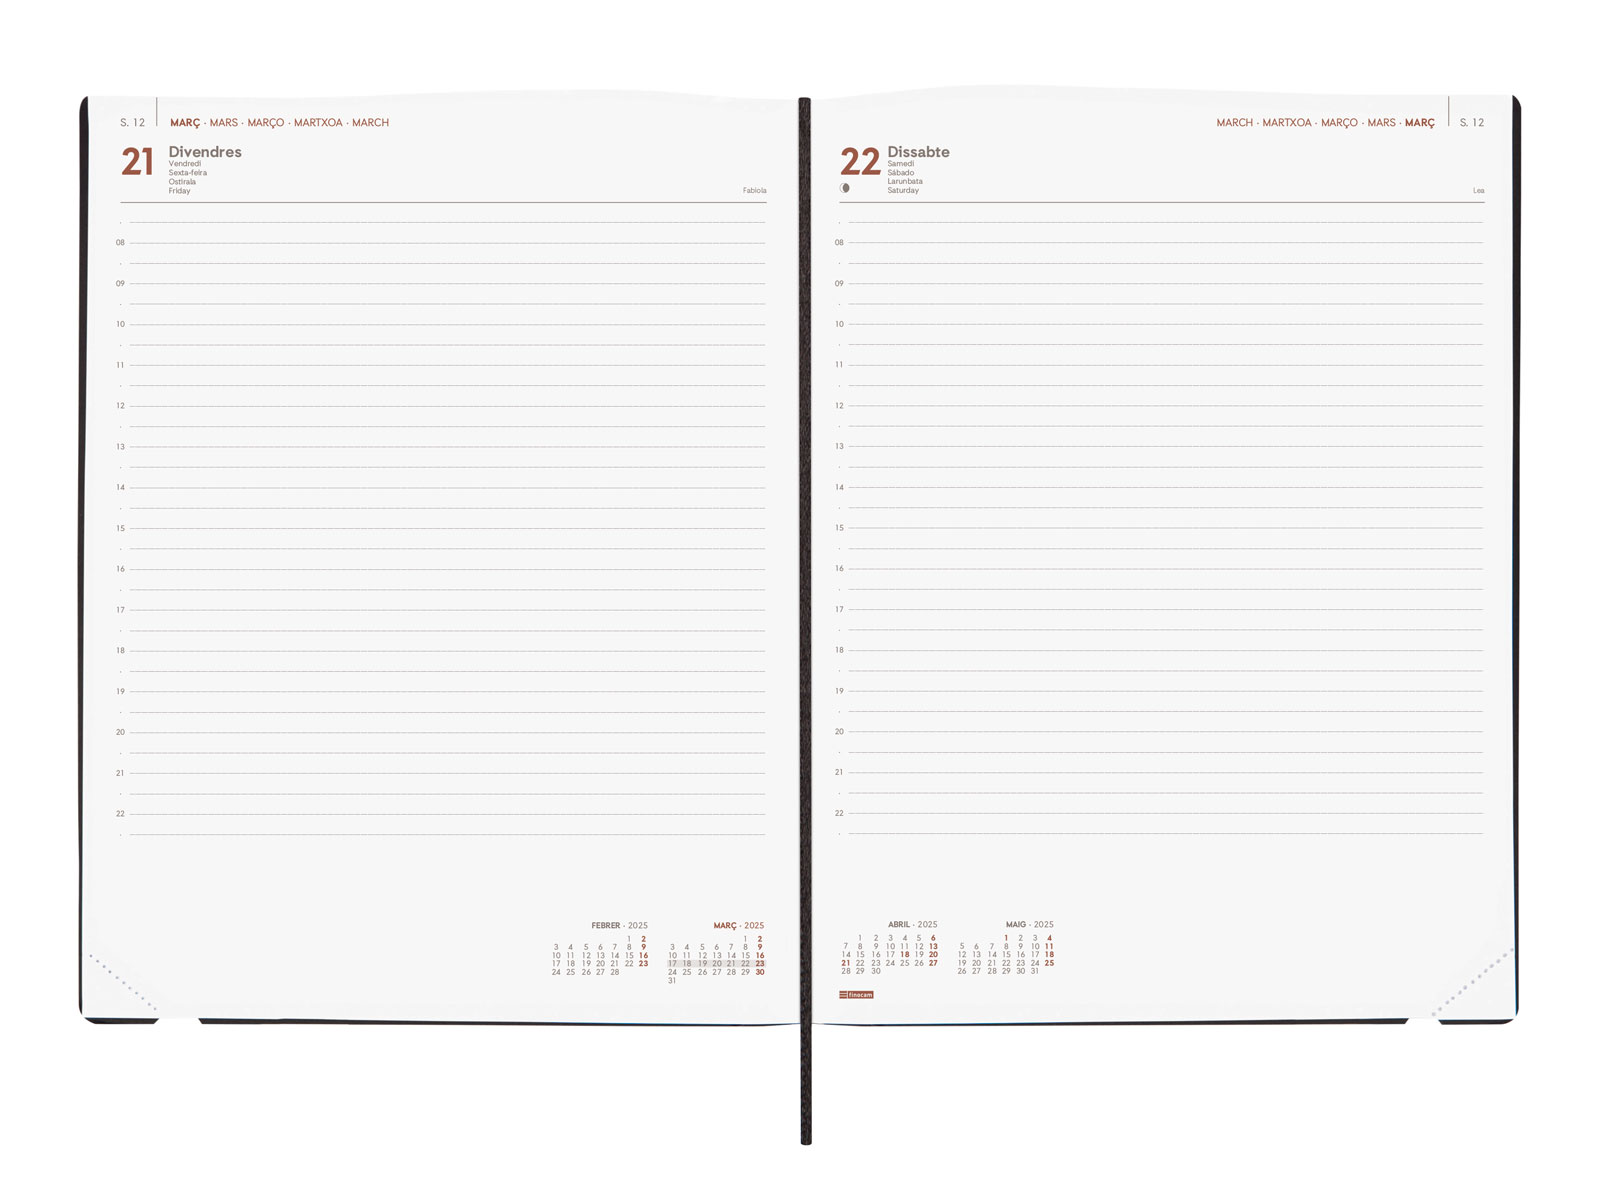 S. 12
MARÇ · MARS · MARÇO · MARTXOA · MARCH
21
Divendres
Vendredi
Sexta-feira
Ostirala
Friday
Fabiola
08
09
10
11
12
13
14
15
16
17
18
19
20
21
22
FEBRER · 2025
1 2
3 4 5 6 7 8 9
10 11 12 13 14 15 16
17 18 19 20 21 22 23
24 25 26 27 28
MARÇ · 2025
1 2
3 4 5 6 7 8 9
10 11 12 13 14 15 16
17 18 19 20 21 22 23
24 25 26 27 28 29 30
31
MARCH · MARTXOA · MARÇO · MARS · MARÇ
S. 12
22
Dissabte
Samedi
Sábado
Larunbata
Saturday
Lea
08
09
10
11
12
13
14
15
16
17
18
19
20
21
22
ABRIL · 2025
1 2 3 4 5 6
7 8 9 10 11 12 13
14 15 16 17 18 19 20
21 22 23 24 25 26 27
28 29 30
MAIG · 2025
1 2 3 4
5 6 7 8 9 10 11
12 13 14 15 16 17 18
19 20 21 22 23 24 25
26 27 28 29 30 31
finocam